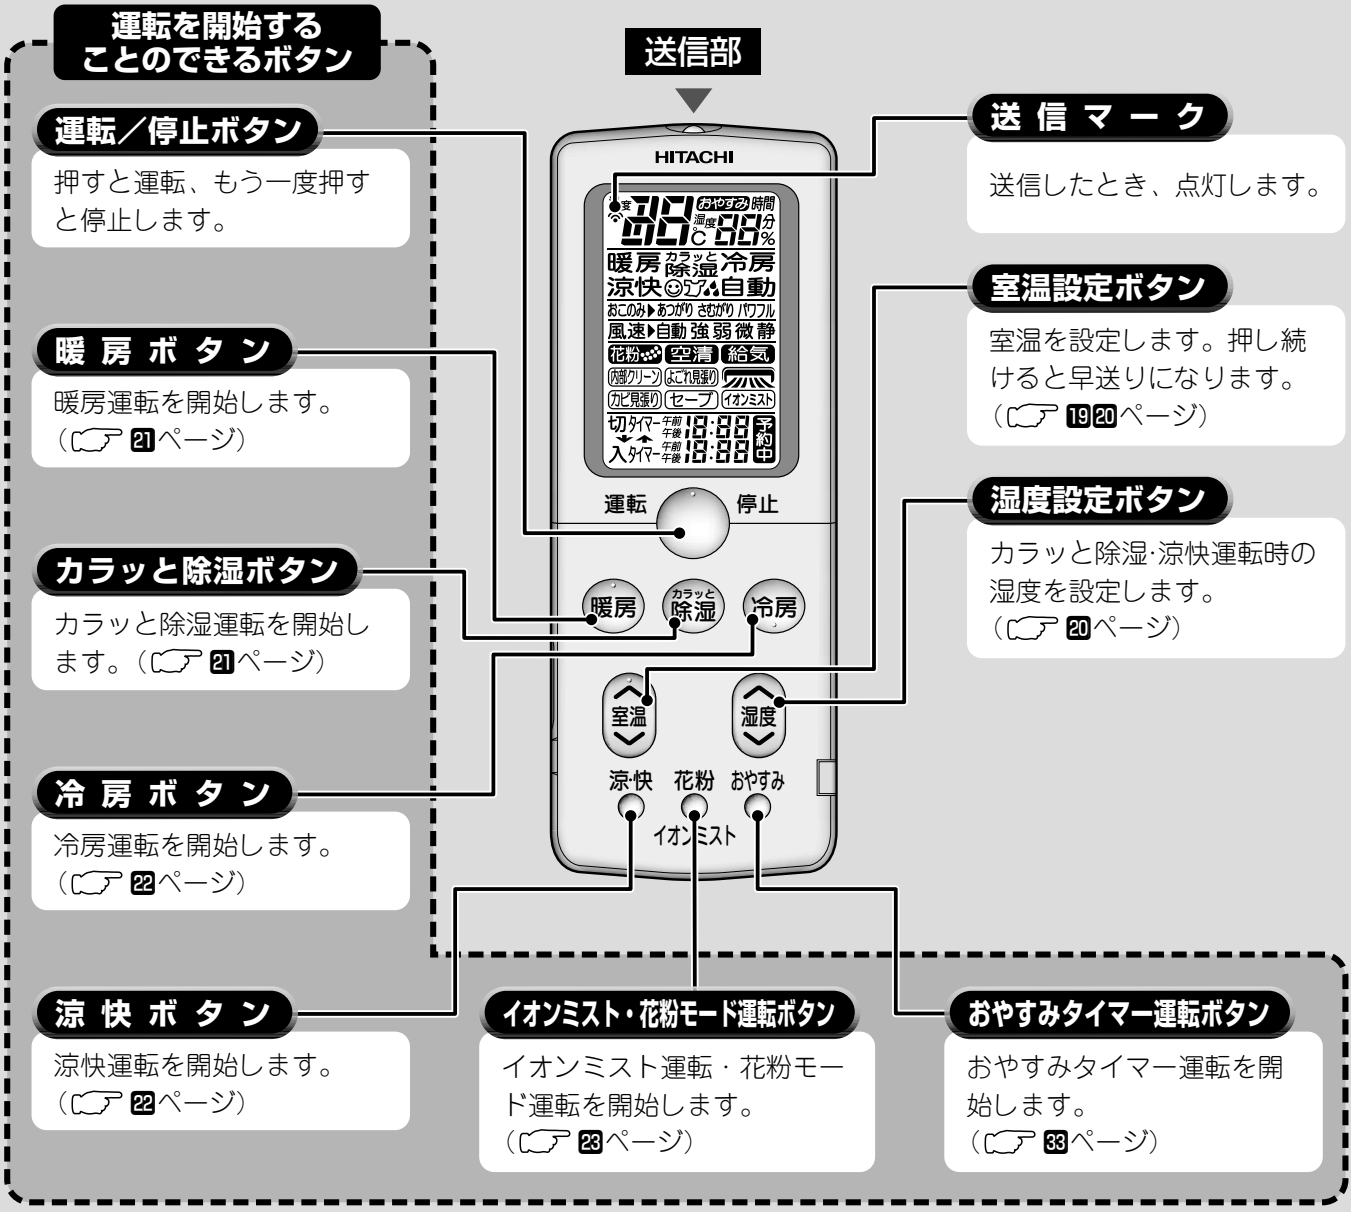 運転を開始する
ことのできるボタン
運転／停止ボタン
押すと運転、もう一度押す
と停止します。
暖房ボタン
暖房運転を開始します。
（☞ 21ページ）
カラッと除湿ボタン
カラッと除湿運転を開始し
ます。（☞ 21ページ）
冷房ボタン
冷房運転を開始します。
（☞ 22ページ）
涼快ボタン
涼快運転を開始します。
（☞ 22ページ）
送信部
HITACHI
おやすみ 時間
湿度 分
℃ 88 %
暖房 カラッと除湿 冷房
涼快 自動
おこのみ▶あつがり さむがり パワフル
風速▶自動 強 弱 微 静
花粉 空清 給気
内部クリーン よごれ見張り
カビ見張り セーブ イオンミスト
切タイマー 午前 午後 18:88 予約中
入タイマー 午前 午後 18:88
運転 停止
暖房 カラッと除湿 冷房
室温 湿度
涼快 花粉 おやすみ
イオンミスト
送信マーク
送信したとき、点灯します。
室温設定ボタン
室温を設定します。押し続
けると早送りになります。
（☞ 19 20ページ）
湿度設定ボタン
カラッと除湿･涼快運転時の
湿度を設定します。
（☞ 20ページ）
イオンミスト・花粉モード運転ボタン
イオンミスト運転・花粉モー
ド運転を開始します。
（☞ 23ページ）
おやすみタイマー運転ボタン
おやすみタイマー運転を開
始します。
（☞ 33ページ）